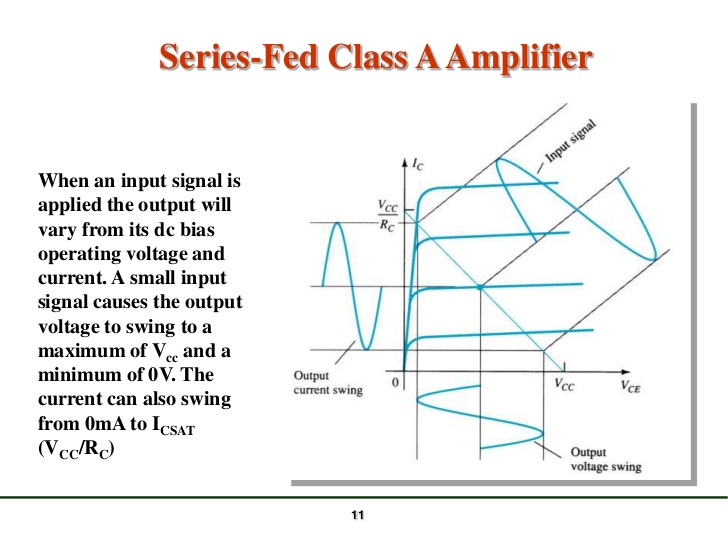 Series-Fed Class A Amplifier
When an input signal is
applied the output will
vary from its dc bias
operating voltage and
current. A small input
signal causes the output
voltage to swing to a
maximum of Vcc and a
minimum of 0V. The
current can also swing
from 0mA to ICSAT
(VCC/RC)
Input signal
IC
VCC
RC
Output
current swing
0
VCC
VCE
Output
voltage swing
11